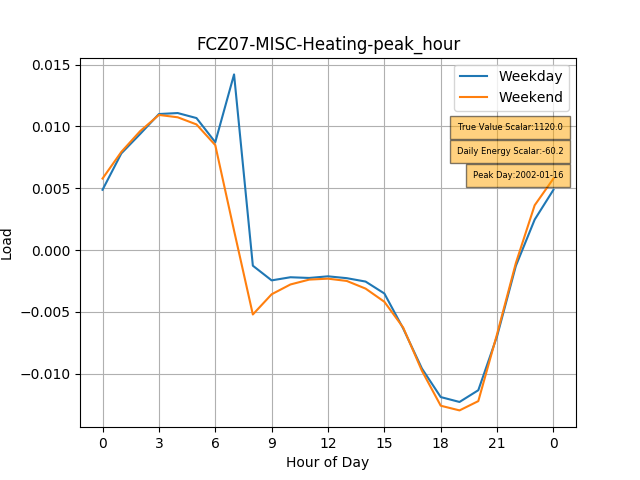 FCZ07-MISC-Heating-peak_hour
Weekday
Weekend
True Value Scalar:1120.0
Daily Energy Scalar:-60.2
Peak Day:2002-01-16
Load
0.015
0.010
0.005
0.000
−0.005
−0.010
0 3 6 9 12 15 18 21 0
Hour of Day